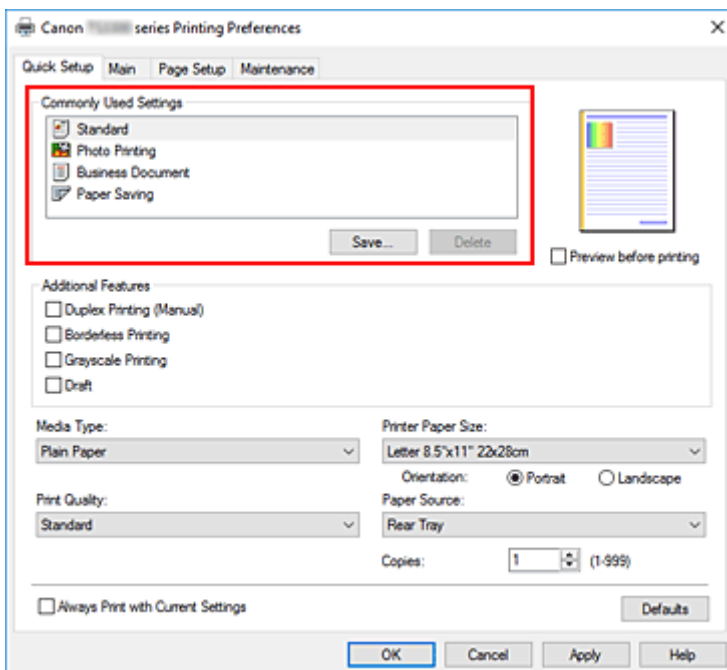 Canon series Printing Preferences
Quick Setup Main Page Setup Maintenance
Commonly Used Settings
Standard
Photo Printing
Business Document
Paper Saving
Save... Delete
Preview before printing
Additional Features
Duplex Printing (Manual)
Borderless Printing
Grayscale Printing
Draft
Media Type: Printer Paper Size:
Plain Paper Letter 8.5"x11" 22x28cm
Orientation: Portrait Landscape
Print Quality: Paper Source:
Standard Rear Tray
Copies: 1 (1-999)
Always Print with Current Settings Defaults
OK Cancel Apply Help